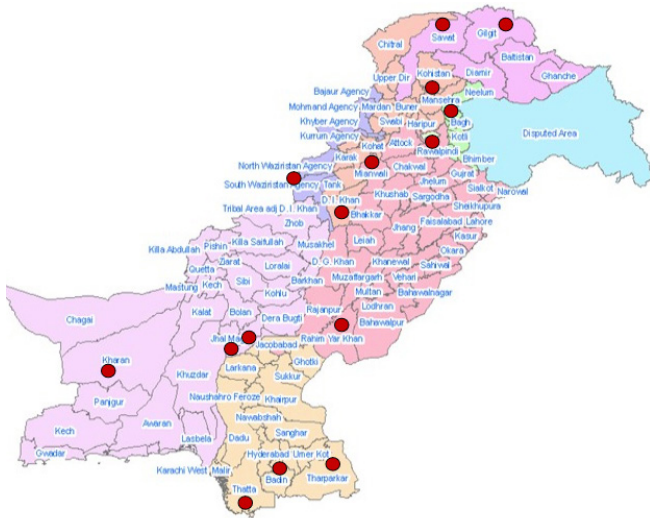 Chitral
Sawat
Gilgit
Baltistan
Ghanche
Upper Dir
Kohistan
Diamir
Bajaur Agency
Mohmand Agency
Mardan
Buner
Mansehra
Neelum
Khyber Agency
Swabi
Haripur
Bagh
Disputed Area
Kurrum Agency
Kohat
Attock
Rawalpindi
Kotli
Karak
North Waziristan Agency
Mianwali
Chakwal
Bhimber
South Waziristan Agency
Tank
Jhelum
Gujrat
Sialkot
Narowal
Tribal Area adj D. I. Khan
D. I. Khan
Khushab
Sargodha
Sheikhupura
Bhakkar
Zhob
Jhang
Faisalabad
Lahore
Killa Abdullah
Pishin
Killa Saifullah
Musakhel
Leiah
Kasur
Okara
Ziarat
Loralai
D. G. Khan
Khanewal
Sahiwal
Quetta
Mastung
Kech
Sibi
Barkhan
Muzaffargarh
Vehari
Kohlu
Multan
Bahawalnagar
Chagai
Kalat
Bolan
Dera Bugti
Rajanpur
Lodhran
Bahawalpur
Jhal Ma
Jacobabad
Rahim Yar Khan
Kharan
Khuzdar
Larkana
Ghotki
Sukkur
Panjgur
Naushahro Feroze
Khairpur
Nawabshah
Kech
Awaran
Lasbela
Dadu
Sanghar
Gwadar
Hyderabad
Umer Kot
Karachi West
Malir
Badin
Tharparkar
Thatta